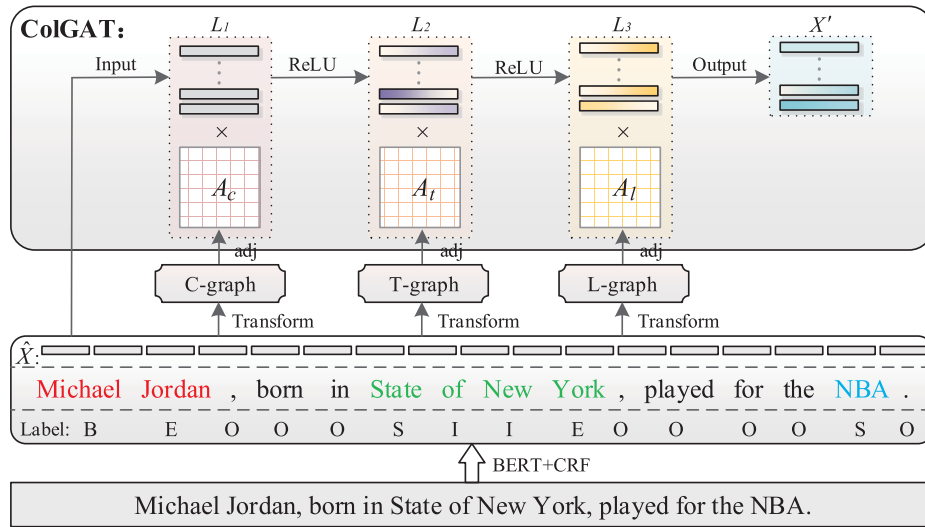 ColGAT:
L1 L2 L3 X'
Input ReLU ReLU Output
× × ×
Ac At Al
adj adj adj
C-graph T-graph L-graph
Transform Transform Transform
X̂:
Michael Jordan , born in State of New York , played for the NBA .
Label: B E O O O S I I E O O O O S O
BERT+CRF
Michael Jordan, born in State of New York, played for the NBA.